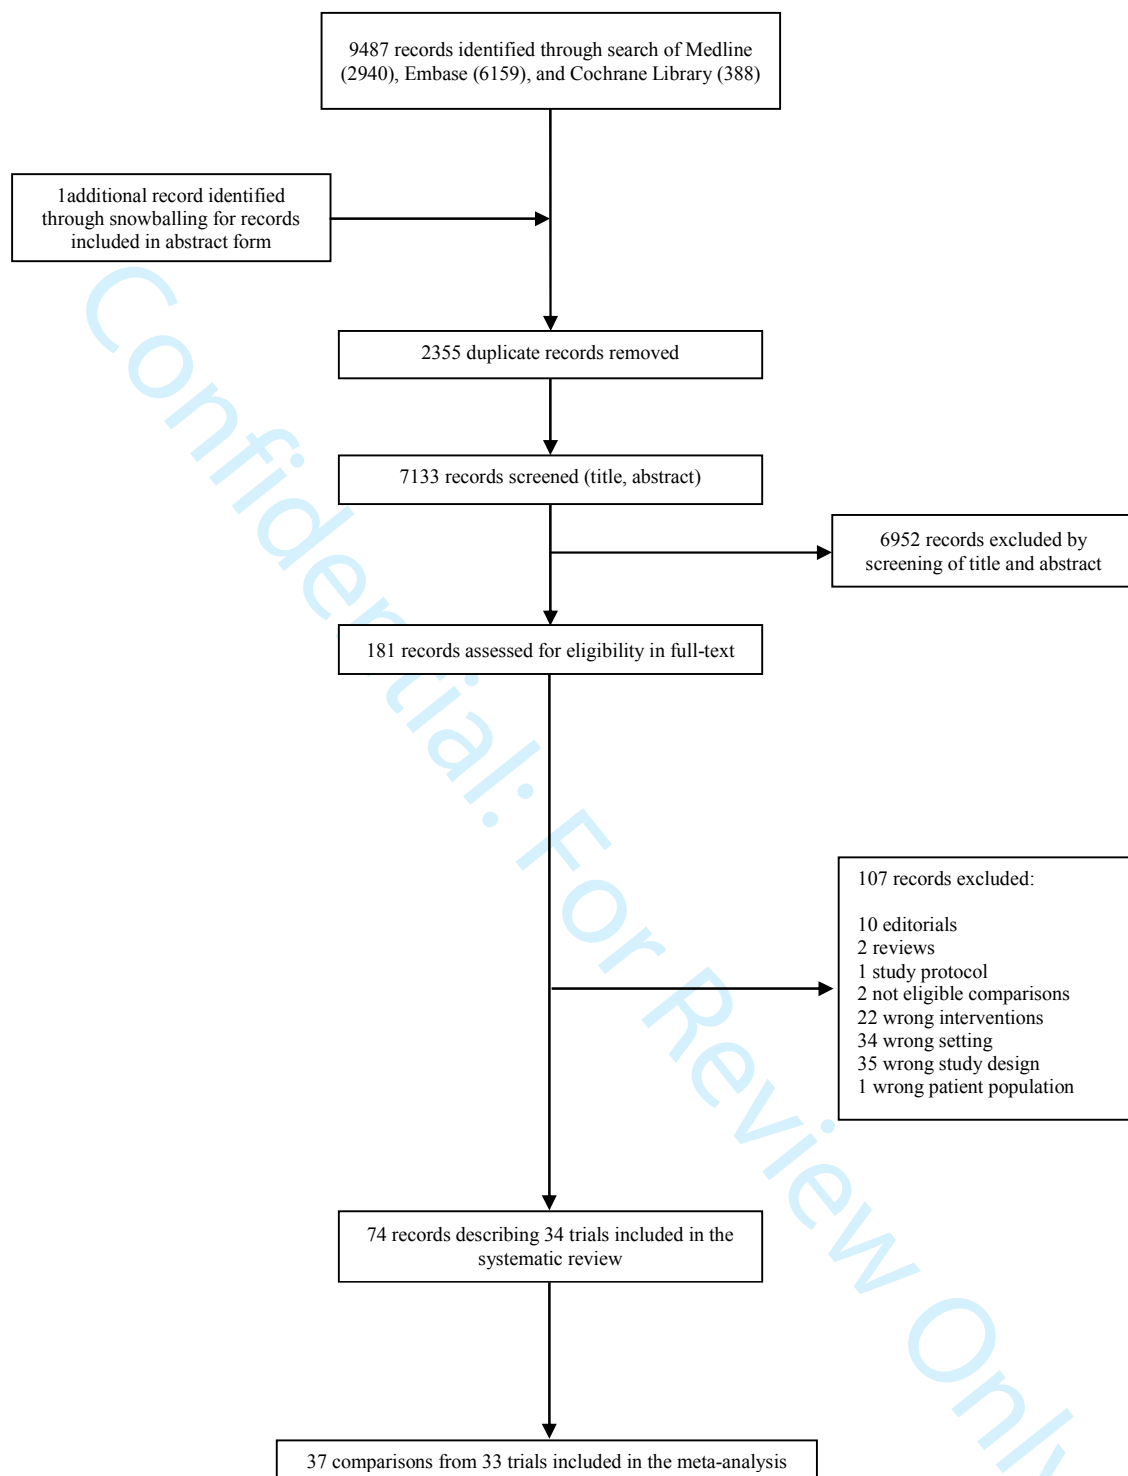 9487 records identified through search of Medline
(2940), Embase (6159), and Cochrane Library (388)
1additional record identified
through snowballing for records
included in abstract form
2355 duplicate records removed
7133 records screened (title, abstract)
6952 records excluded by
screening of title and abstract
181 records assessed for eligibility in full-text
107 records excluded:
10 editorials
2 reviews
1 study protocol
2 not eligible comparisons
22 wrong interventions
34 wrong setting
35 wrong study design
1 wrong patient population
74 records describing 34 trials included in the
systematic review
37 comparisons from 33 trials included in the meta-analysis
Confidential: For Review Only